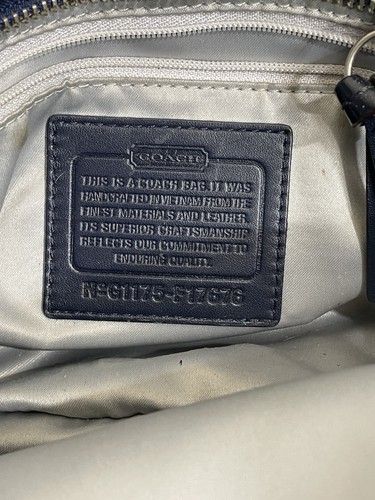 COACH
THIS IS A COACH BAG. IT WAS
HANDCRAFTED IN VIETNAM FROM THE
FINEST MATERIALS AND LEATHER.
ITS SUPERIOR CRAFTSMANSHIP
REFLECTS OUR COMMITMENT TO
ENDURING QUALITY.
Nº G1175-F17676